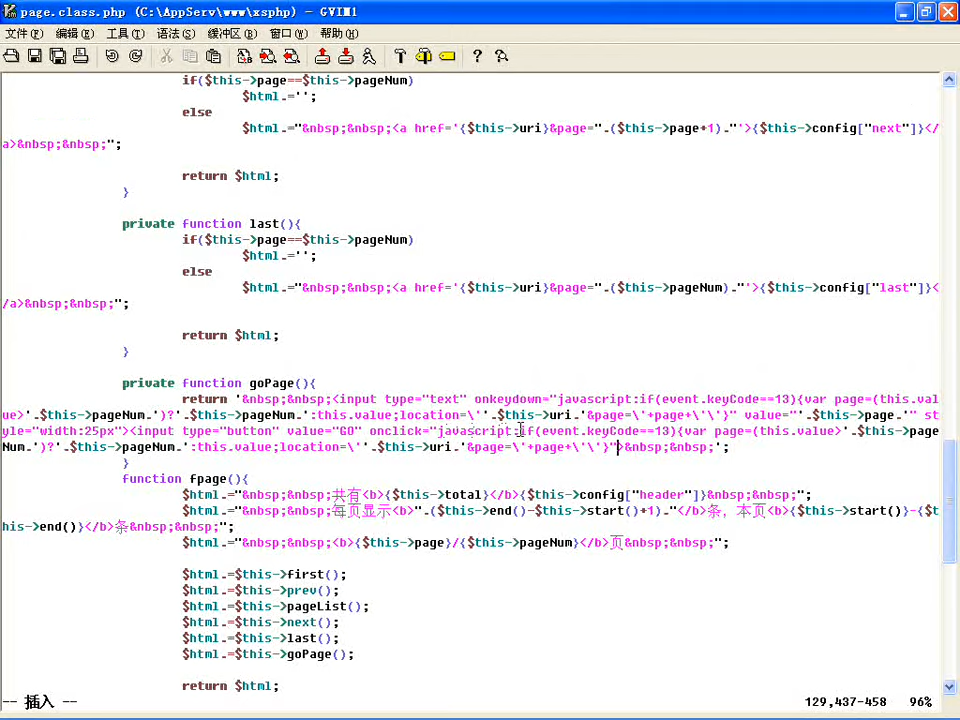 page.class.php (C:\AppServ\www\xsphp) - GVIM1
文件(F) 编辑(E) 工具(T) 语法(S) 缓冲区(B) 窗口(W) 帮助(H)
if($this->page==$this->pageNum)
$html.='';
else
$html.="&nbsp;&nbsp;<a href='{$this->uri}&page=".($this->page+1)."'>{$this->config["next"]}</
a>&nbsp;&nbsp;";
return $html;
}
private function last(){
if($this->page==$this->pageNum)
$html.='';
else
$html.="&nbsp;&nbsp;<a href='{$this->uri}&page=".($this->pageNum)."'>{$this->config["last"]}<
/a>&nbsp;&nbsp;";
return $html;
}
private function goPage(){
return '&nbsp;&nbsp;<input type="text" onkeydown="javascript:if(event.keyCode==13){var page=(this.val
ue>'.$this->pageNum.')?'.$this->pageNum.':this.value;location=\''.$this->uri.'&page=\'+page+\'\'}" value="'.$this->page.'" st
yle="width:25px"><input type="button" value="GO" onclick="javascript:if(event.keyCode==13){var page=(this.value>'.$this->page
Num.')?'.$this->pageNum.':this.value;location=\''.$this->uri.'&page=\'+page+\'\'}">&nbsp;&nbsp;';
}
function fpage(){
$html.="&nbsp;&nbsp;共有<b>{$this->total}</b>{$this->config["header"]}&nbsp;&nbsp;";
$html.="&nbsp;&nbsp;每页显示<b>".($this->end()-$this->start()+1)."</b>条，本页<b>{$this->start()}-{$t
his->end()}</b>条&nbsp;&nbsp;";
$html.="&nbsp;&nbsp;<b>{$this->page}/{$this->pageNum}</b>页&nbsp;&nbsp;";
$html.=$this->first();
$html.=$this->prev();
$html.=$this->pageList();
$html.=$this->next();
$html.=$this->last();
$html.=$this->goPage();
return $html;
-- 插入 -- 129,437-458 96%